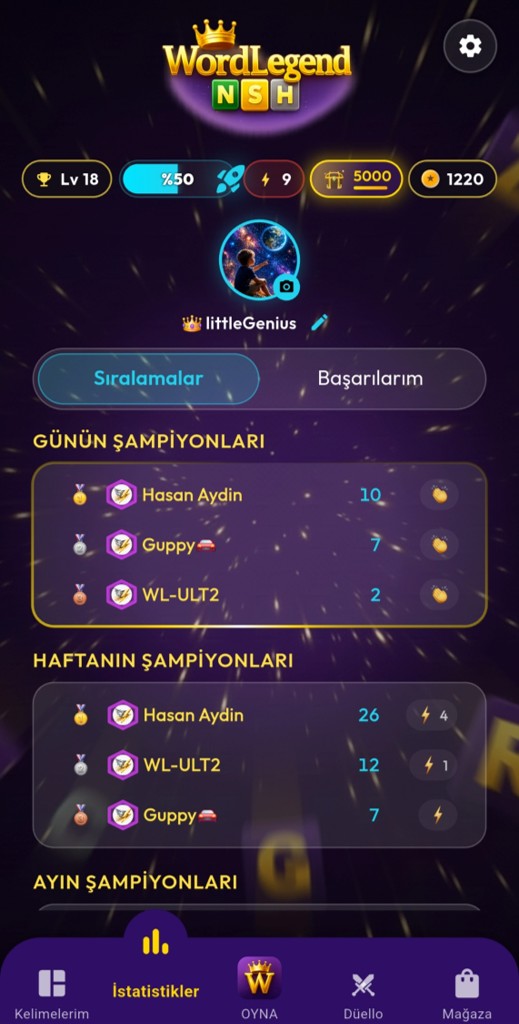 WordLegend
N S H
Lv 18
%50
9
5000
1220
littleGenius
Sıralamalar
Başarılarım
GÜNÜN ŞAMPİYONLARI
Hasan Aydin 10
Guppy 7
WL-ULT2 2
HAFTANIN ŞAMPİYONLARI
Hasan Aydin 26 4
WL-ULT2 12 1
Guppy 7
AYIN ŞAMPİYONLARI
Kelimelerim
İstatistikler
W
OYNA
Düello
Mağaza